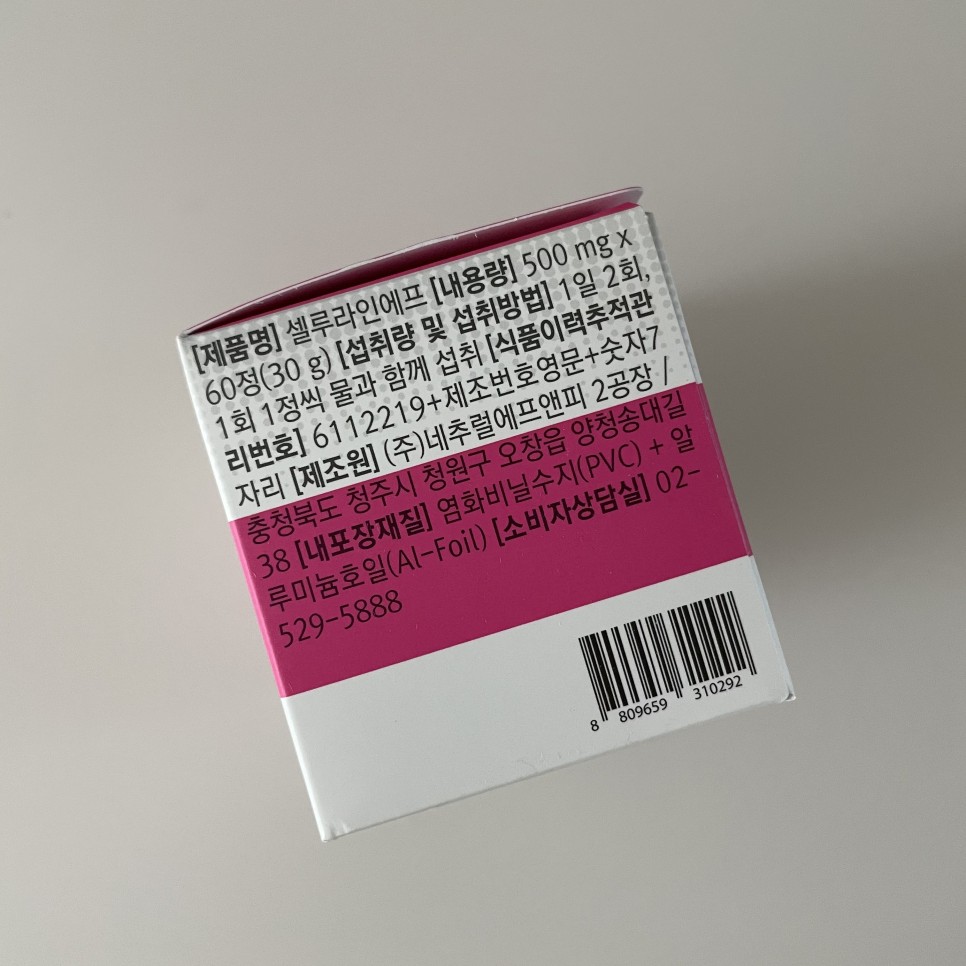 [제품명] 셀루라인에프 [내용량] 500 mg x
60정(30 g) [섭취량 및 섭취방법] 1일 2회,
1회 1정씩 물과 함께 섭취 [식품이력추적관
리번호] 6112219+제조번호영문+숫자7
자리 [제조원] (주)네추럴에프앤피 2공장 /
충청북도 청주시 청원구 오창읍 양청송대길
38 [내포장재질] 염화비닐수지(PVC) + 알
루미늄호일(Al-Foil) [소비자상담실] 02-
529-5888
8 809659 310292